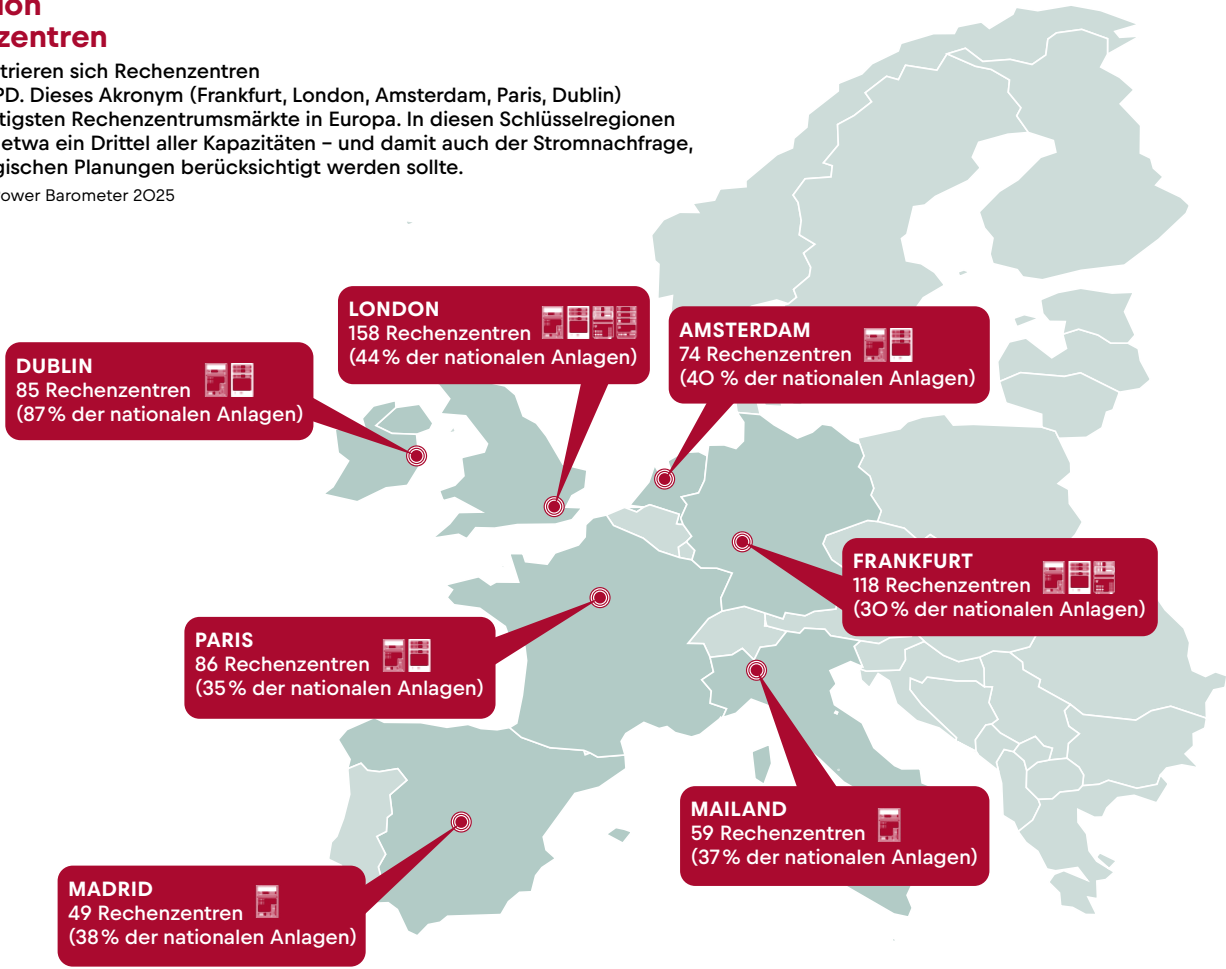 zentren
trieren sich Rechenzentren
PD. Dieses Akronym (Frankfurt, London, Amsterdam, Paris, Dublin)
tigsten Rechenzentrumsmärkte in Europa. In diesen Schlüsselregionen
etwa ein Drittel aller Kapazitäten – und damit auch der Stromnachfrage,
gischen Planungen berücksichtigt werden sollte.
ower Barometer 2025
LONDON
158 Rechenzentren
(44% der nationalen Anlagen)
AMSTERDAM
74 Rechenzentren
(40 % der nationalen Anlagen)
DUBLIN
85 Rechenzentren
(87% der nationalen Anlagen)
FRANKFURT
118 Rechenzentren
(30% der nationalen Anlagen)
PARIS
86 Rechenzentren
(35% der nationalen Anlagen)
MAILAND
59 Rechenzentren
(37% der nationalen Anlagen)
MADRID
49 Rechenzentren
(38% der nationalen Anlagen)